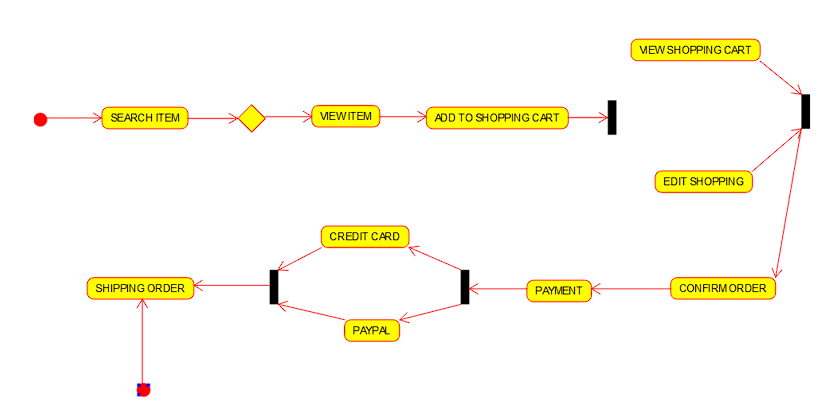 VIEW SHOPPING CART
SEARCH ITEM
VIEW ITEM
ADD TO SHOPPING CART
EDIT SHOPPING
CREDIT CARD
SHIPPING ORDER
PAYMENT
CONFIRM ORDER
PAYPAL